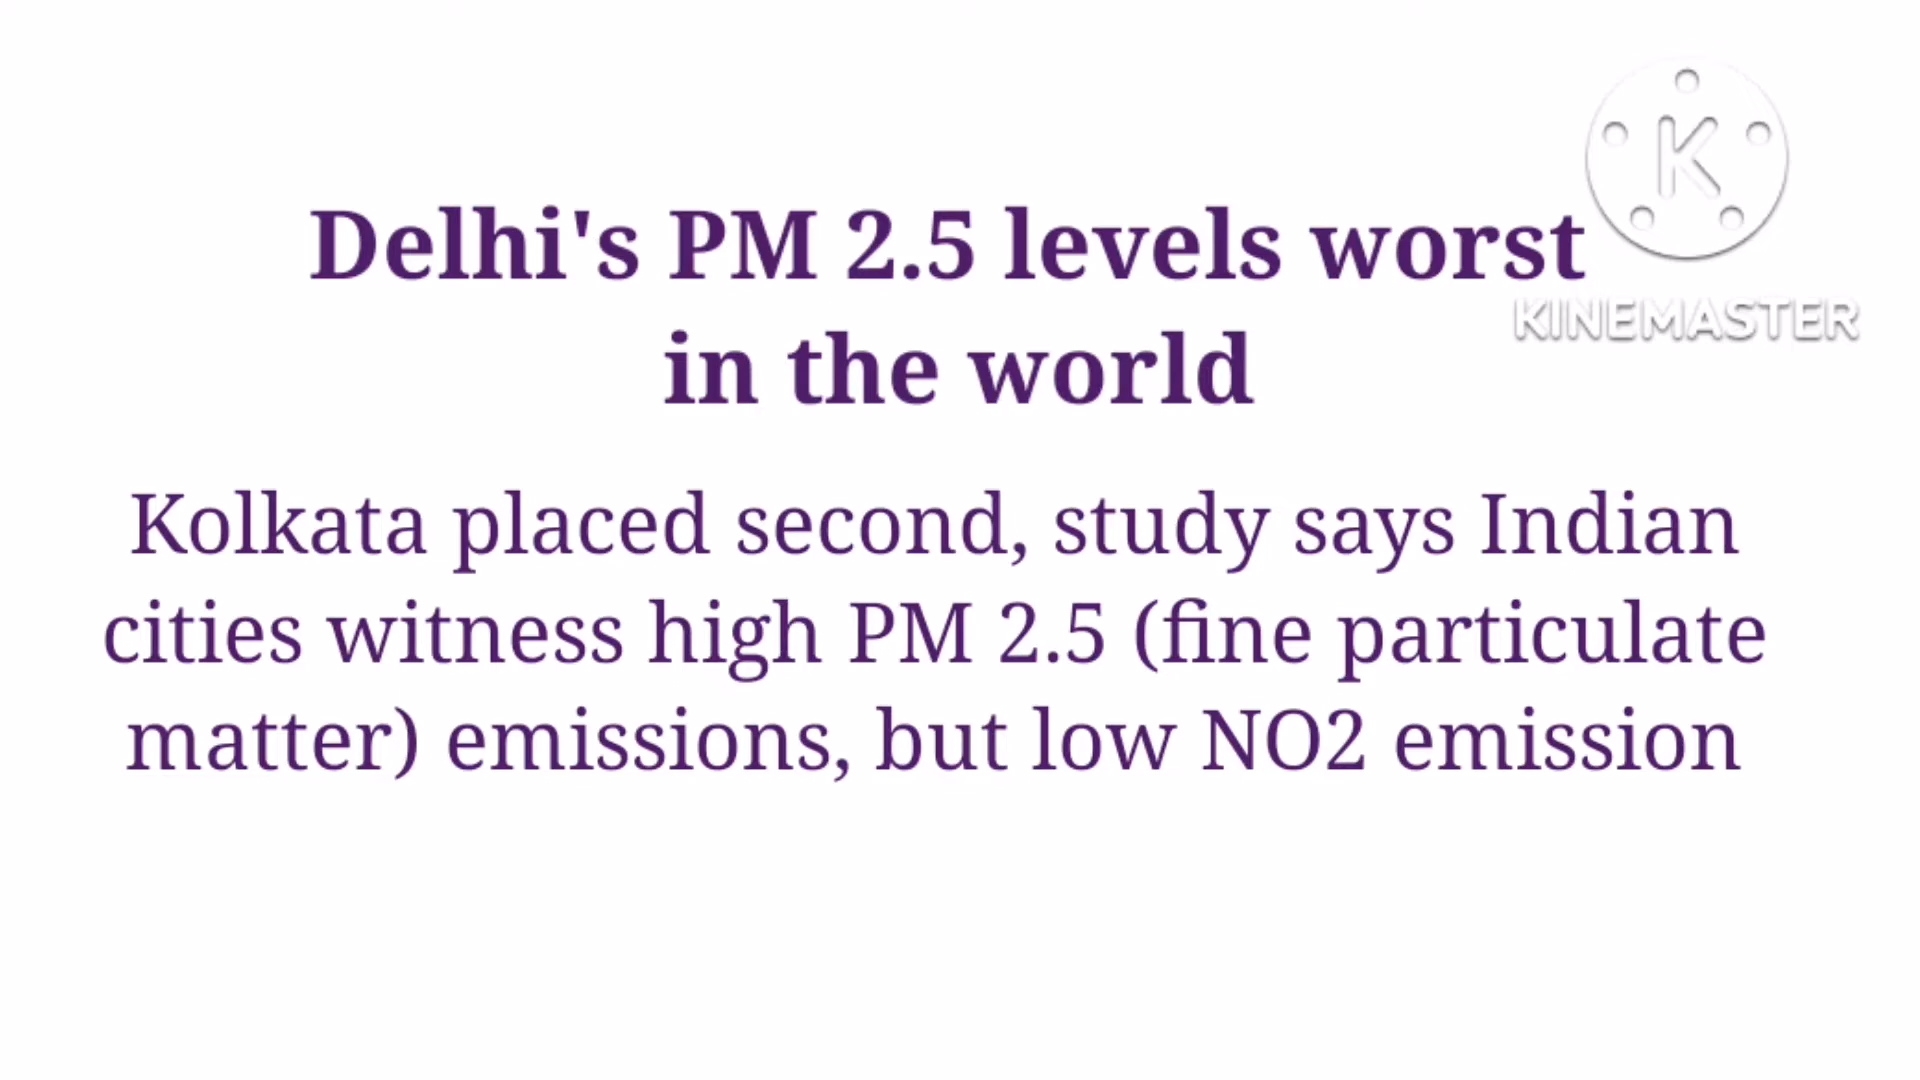 Delhi's PM 2.5 levels worst
in the world
K
KINEMASTER
Kolkata placed second, study says Indian
cities witness high PM 2.5 (fine particulate
matter) emissions, but low NO2 emission